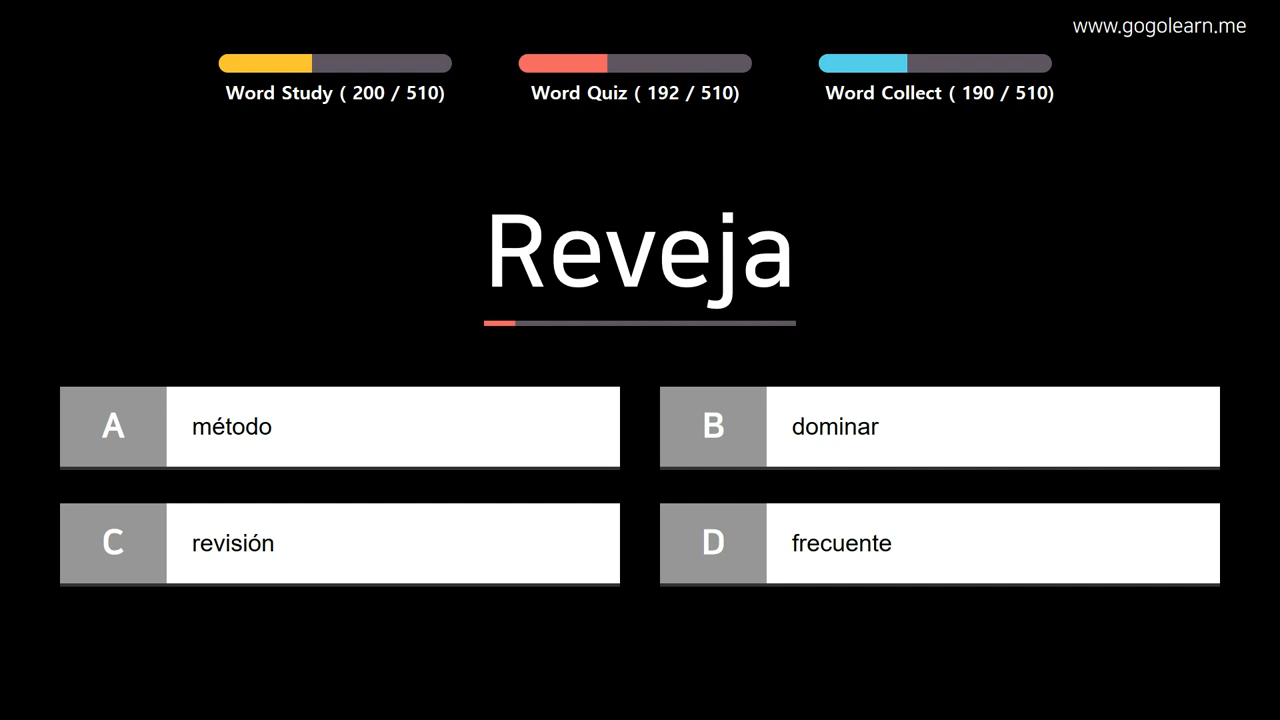 www.gogolearn.me
Word Study ( 200 / 510)
Word Quiz ( 192 / 510)
Word Collect ( 190 / 510)
Reveja
A método
B dominar
C revisión
D frecuente